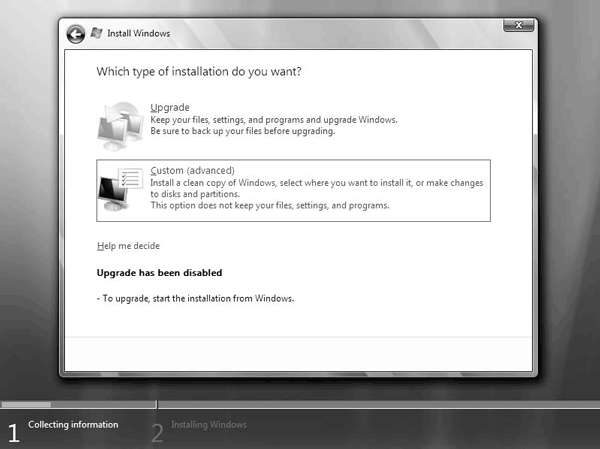 Install Windows
x
Which type of installation do you want?
Upgrade
Keep your files, settings, and programs and upgrade Windows.
Be sure to back up your files before upgrading.
Custom (advanced)
Install a clean copy of Windows, select where you want to install it, or make changes
to disks and partitions.
This option does not keep your files, settings, and programs.
Help me decide
Upgrade has been disabled
- To upgrade, start the installation from Windows.
1 Collecting information
2 Installing Windows